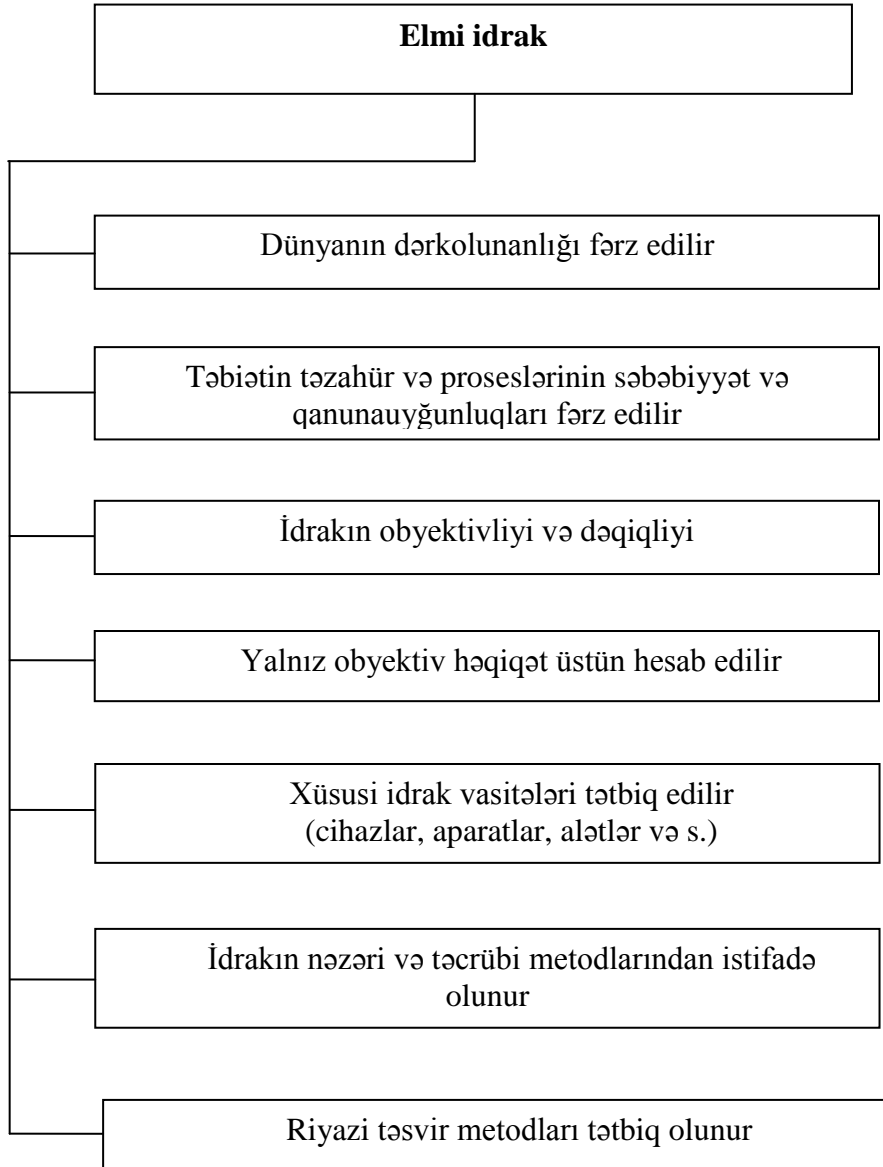 Elmi idrak
Dünyanın dərkolunanlığı fərz edilir
Təbiətin təzahür və proseslərinin səbəbiyyət və
qanunauyğunluqları fərz edilir
İdrakın obyektivliyi və dəqiqliyi
Yalnız obyektiv həqiqət üstün hesab edilir
Xüsusi idrak vasitələri tətbiq edilir
(cihazlar, aparatlar, alətlər və s.)
İdrakın nəzəri və təcrübi metodlarından istifadə
olunur
Riyazi təsvir metodları tətbiq olunur